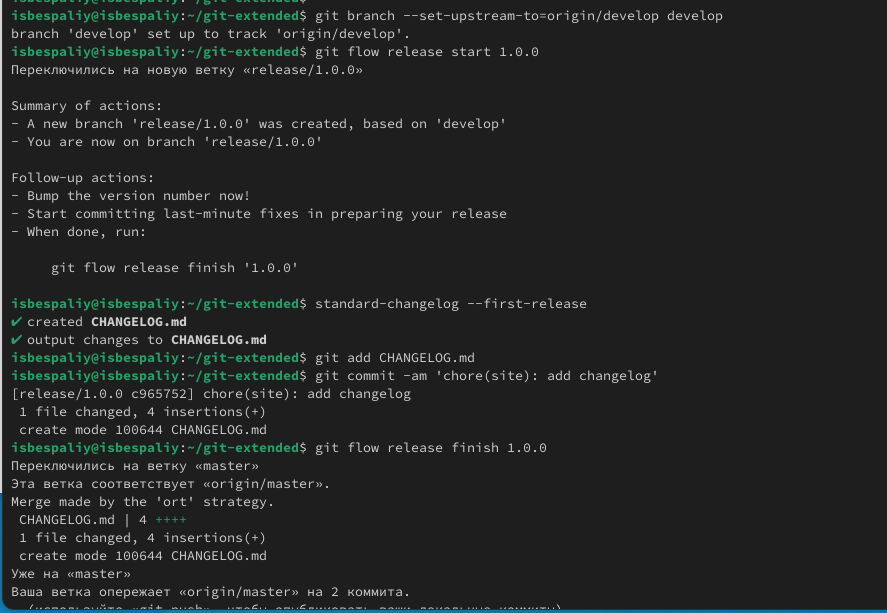 isbespaliy@isbespaliy:~/git-extended$ git branch --set-upstream-to=origin/develop develop
branch 'develop' set up to track 'origin/develop'.
isbespaliy@isbespaliy:~/git-extended$ git flow release start 1.0.0
Переключились на новую ветку «release/1.0.0»
Summary of actions:
- A new branch 'release/1.0.0' was created, based on 'develop'
- You are now on branch 'release/1.0.0'
Follow-up actions:
- Bump the version number now!
- Start committing last-minute fixes in preparing your release
- When done, run:
git flow release finish '1.0.0'
isbespaliy@isbespaliy:~/git-extended$ standard-changelog --first-release
✔ created CHANGELOG.md
✔ output changes to CHANGELOG.md
isbespaliy@isbespaliy:~/git-extended$ git add CHANGELOG.md
isbespaliy@isbespaliy:~/git-extended$ git commit -am 'chore(site): add changelog'
[release/1.0.0 c965752] chore(site): add changelog
1 file changed, 4 insertions(+)
create mode 100644 CHANGELOG.md
isbespaliy@isbespaliy:~/git-extended$ git flow release finish 1.0.0
Переключились на ветку «master»
Эта ветка соответствует «origin/master».
Merge made by the 'ort' strategy.
CHANGELOG.md | 4 ++++
1 file changed, 4 insertions(+)
create mode 100644 CHANGELOG.md
Уже на «master»
Ваша ветка опережает «origin/master» на 2 коммита.
(используйте «git push», чтобы опубликовать ваши локальные коммиты)